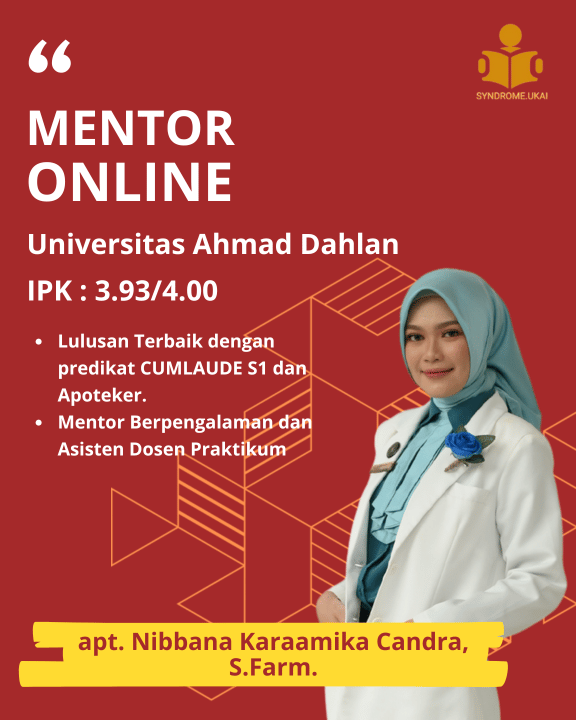 “
SYNDROME.UKAI
MENTOR
ONLINE
Universitas Ahmad Dahlan
IPK : 3.93/4.00
• Lulusan Terbaik dengan
predikat CUMLAUDE S1 dan
Apoteker.
• Mentor Berpengalaman dan
Asisten Dosen Praktikum
apt. Nibbana Karaamika Candra,
S.Farm.